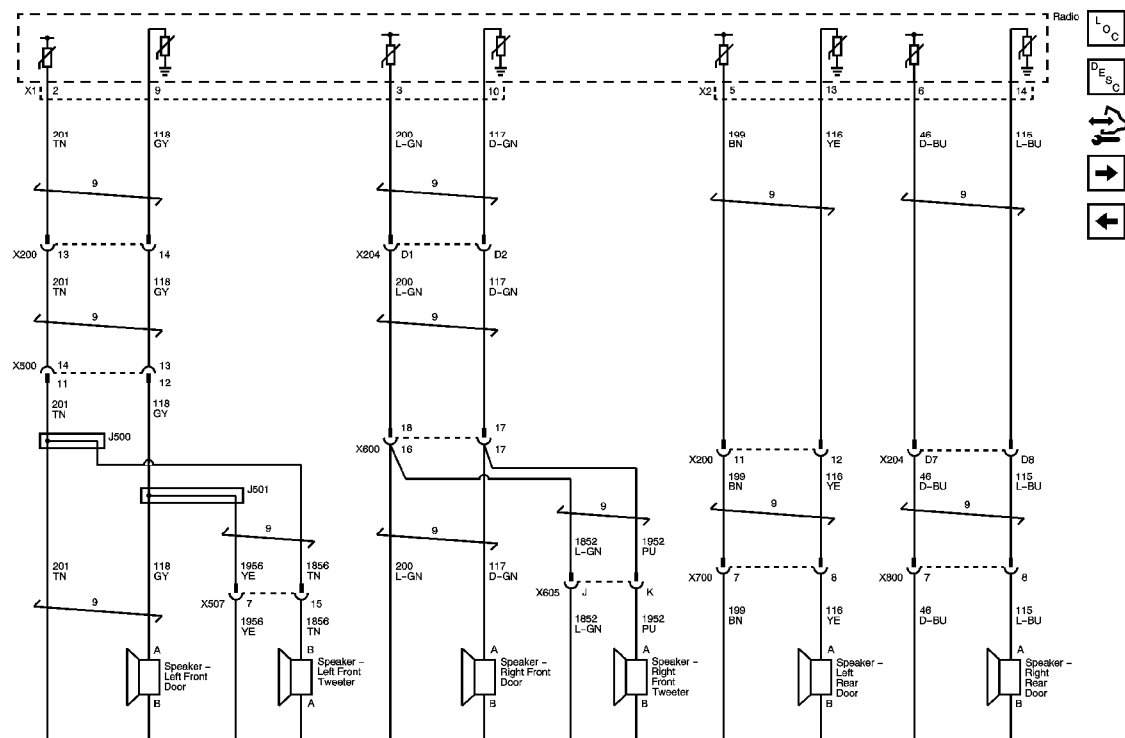 Radio
L O C
D E S C
X1 2 9 3 10 X2 5 13 6 14
201 TN
118 GY
200 L-GN
117 D-GN
199 BN
116 YE
46 D-BU
115 L-BU
9 9 9 9
X200 13 14 X204 D1 D2
201 TN
118 GY
200 L-GN
117 D-GN
9 9
X500 14 13
11 12
201 TN
118 GY
J500
18 17
X600 16 17
X200 11 12 X204 D7 D8
199 BN
116 YE
46 D-BU
115 L-BU
J501
9 9 9 9 9
201 TN
118 GY
1956 YE
1856 TN
200 L-GN
117 D-GN
1852 L-GN
1952 PU
X700 7 8 X800 7 8
X507 7 15 X605 J K
9
1956 YE
1856 TN
1852 L-GN
1952 PU
199 BN
116 YE
46 D-BU
115 L-BU
A B A A A A
Speaker –
Left Front
Door
Speaker –
Left Front
Tweeter
Speaker –
Right Front
Door
Speaker –
Right
Front
Tweeter
Speaker –
Left
Rear
Door
Speaker –
Right
Rear
Door
B A B B B B